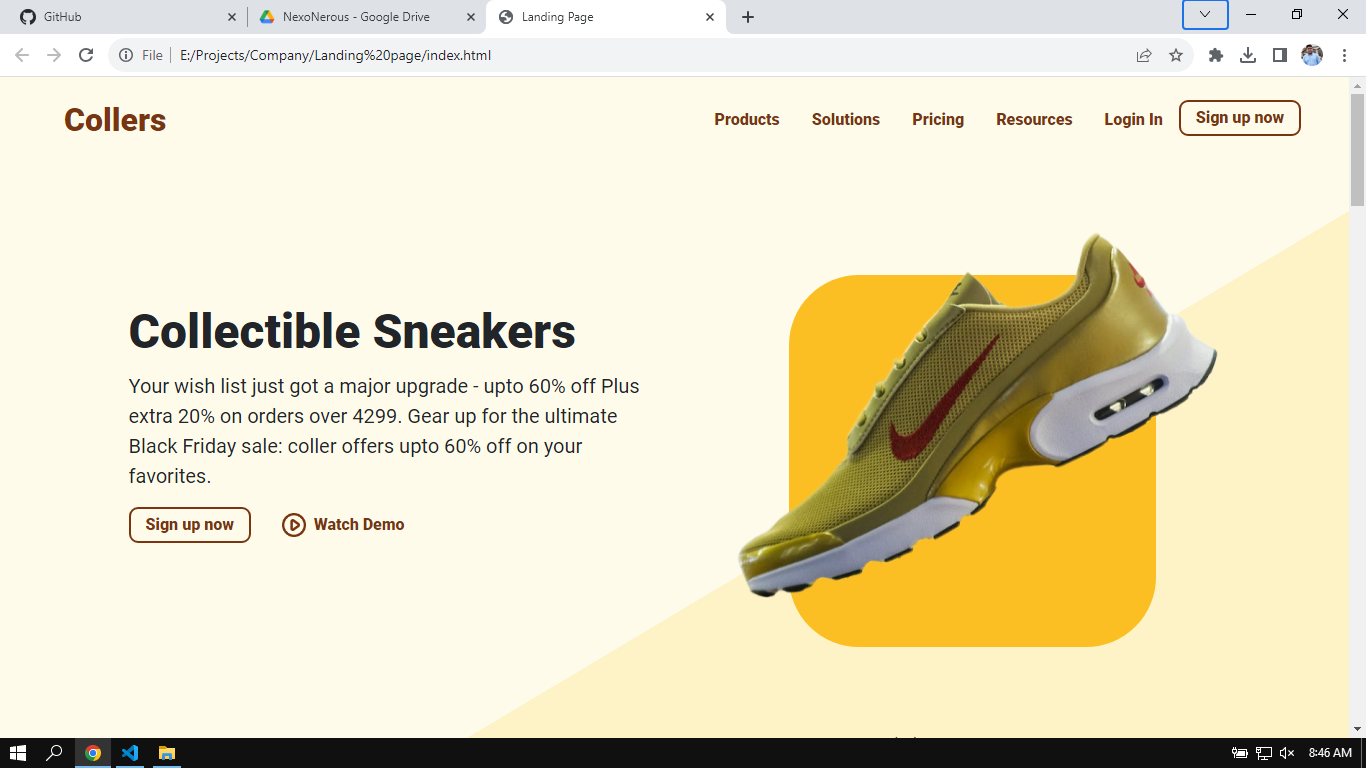 GitHub
NexoNerous - Google Drive
Landing Page
File
E:/Projects/Company/Landing%20page/index.html
Collers
Products
Solutions
Pricing
Resources
Login In
Sign up now
Collectible Sneakers
Your wish list just got a major upgrade - upto 60% off Plus
extra 20% on orders over 4299. Gear up for the ultimate
Black Friday sale: coller offers upto 60% off on your
favorites.
Sign up now
Watch Demo
8:46 AM